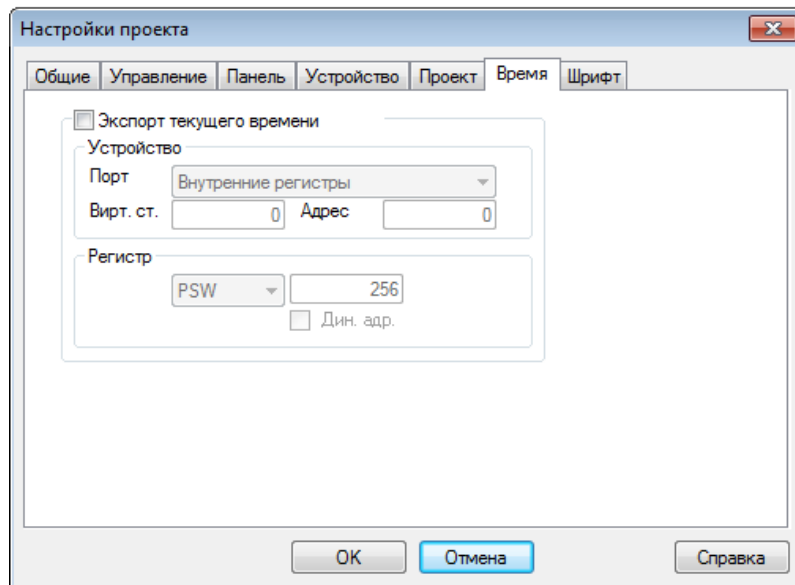 Настройки проекта
Общие Управление Панель Устройство Проект Время Шрифт
Экспорт текущего времени
Устройство
Порт Внутренние регистры
Вирт. ст. 0 Адрес 0
Регистр
PSW 256
Дин. адр.
OK Отмена Справка